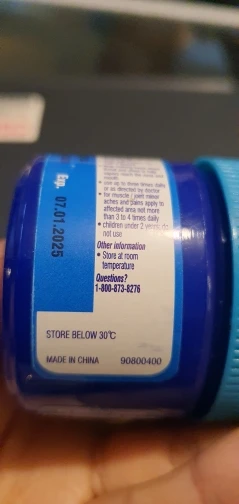 Exp. 07.01.2025
use up to three times daily
or as directed by doctor
• for muscle / joint minor
aches and pains apply to
affected area not more
than 3 to 4 times daily
• children under 2 years do
not use
Other information
• Store at room
temperature
Questions?
1-800-873-8276
STORE BELOW 30°C
MADE IN CHINA 90800400